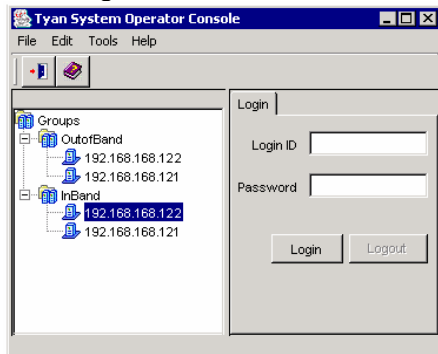 Tyan System Operator Console
File Edit Tools Help
Groups
OutofBand
192.168.168.122
192.168.168.121
InBand
192.168.168.122
192.168.168.121
Login
Login ID
Password
Login Logout